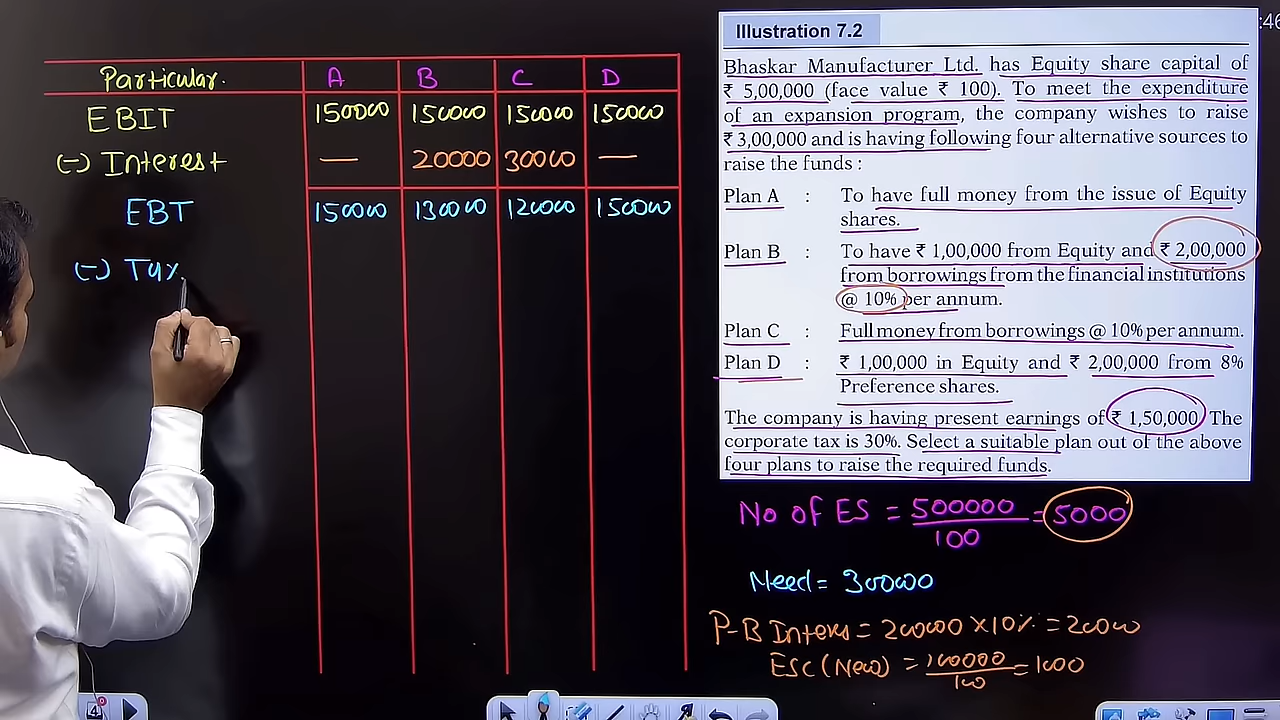 Particular. A B C D
EBIT 150000 150000 150000 150000
(-) Interest — 20000 30000 —
EBT 150000 130000 120000 150000
(-) Tax
:46
Illustration 7.2
Bhaskar Manufacturer Ltd. has Equity share capital of
₹ 5,00,000 (face value ₹ 100). To meet the expenditure
of an expansion program, the company wishes to raise
₹ 3,00,000 and is having following four alternative sources to
raise the funds :
Plan A : To have full money from the issue of Equity
shares.
Plan B : To have ₹ 1,00,000 from Equity and ₹ 2,00,000
from borrowings from the financial institutions
@ 10% per annum.
Plan C : Full money from borrowings @ 10% per annum.
Plan D : ₹ 1,00,000 in Equity and ₹ 2,00,000 from 8%
Preference shares.
The company is having present earnings of ₹ 1,50,000 The
corporate tax is 30%. Select a suitable plan out of the above
four plans to raise the required funds.
No of ES = 500000 / 100 = 5000
Need = 300000
P-B Interes = 200000 × 10% = 20000
ESC (New) = 100000 / 100 = 1000
4